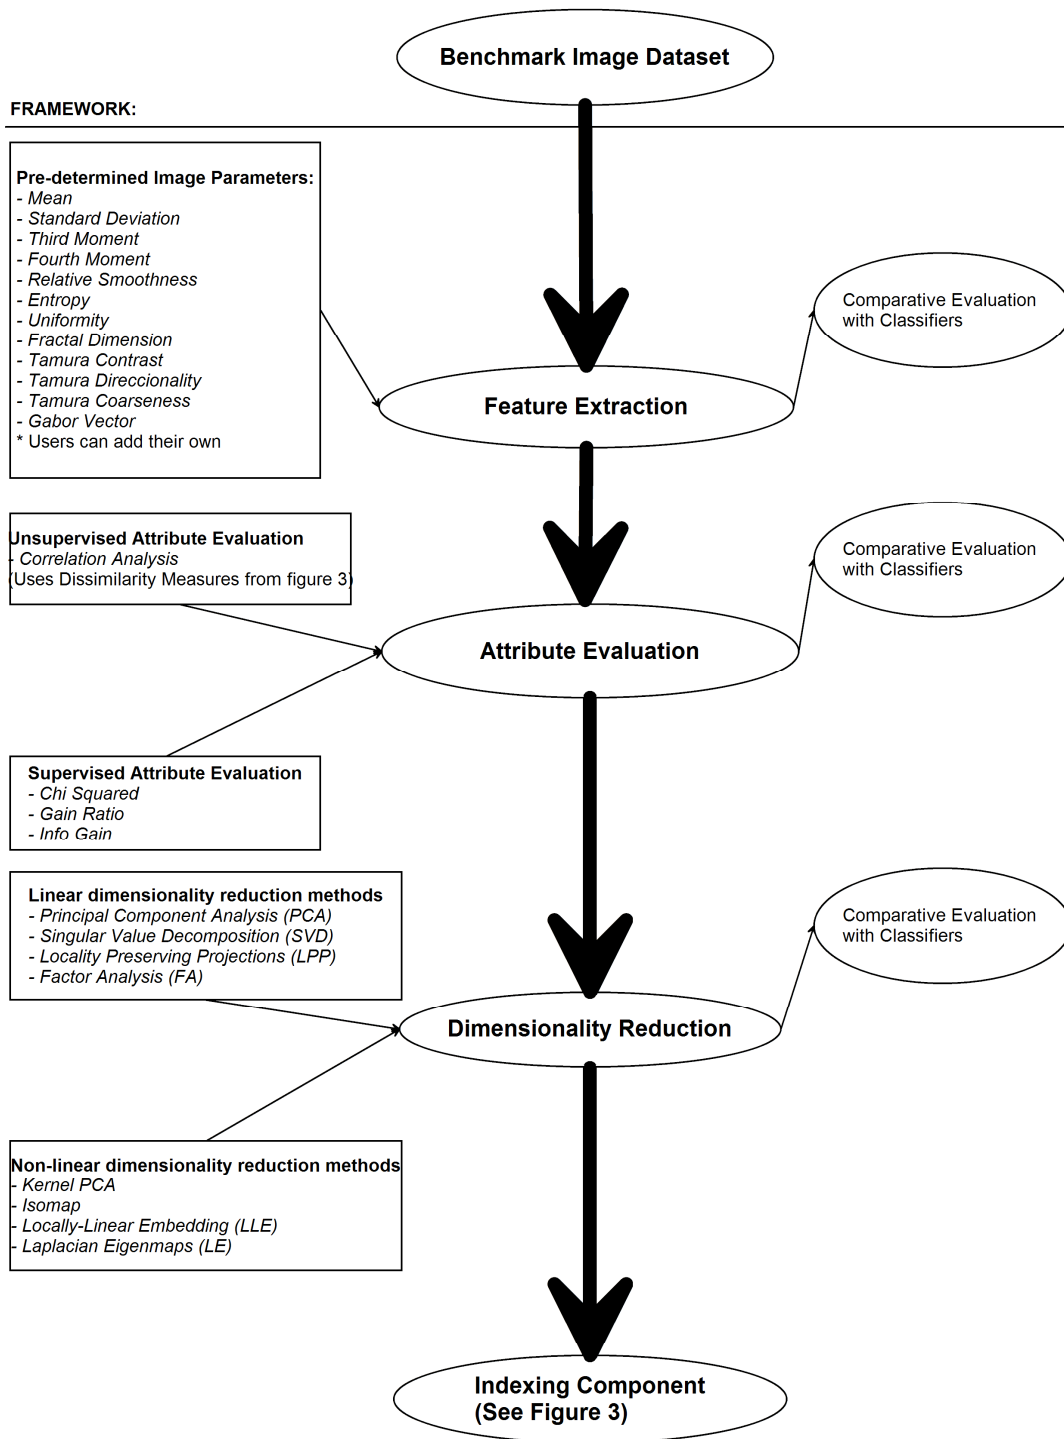 Benchmark Image Dataset
FRAMEWORK:
Pre-determined Image Parameters:
- Mean
- Standard Deviation
- Third Moment
- Fourth Moment
- Relative Smoothness
- Entropy
- Uniformity
- Fractal Dimension
- Tamura Contrast
- Tamura Direccionality
- Tamura Coarseness
- Gabor Vector
* Users can add their own
Comparative Evaluation
with Classifiers
Feature Extraction
Unsupervised Attribute Evaluation
- Correlation Analysis
(Uses Dissimilarity Measures from figure 3)
Comparative Evaluation
with Classifiers
Attribute Evaluation
Supervised Attribute Evaluation
- Chi Squared
- Gain Ratio
- Info Gain
Linear dimensionality reduction methods
- Principal Component Analysis (PCA)
- Singular Value Decomposition (SVD)
- Locality Preserving Projections (LPP)
- Factor Analysis (FA)
Comparative Evaluation
with Classifiers
Dimensionality Reduction
Non-linear dimensionality reduction methods
- Kernel PCA
- Isomap
- Locally-Linear Embedding (LLE)
- Laplacian Eigenmaps (LE)
Indexing Component
(See Figure 3)